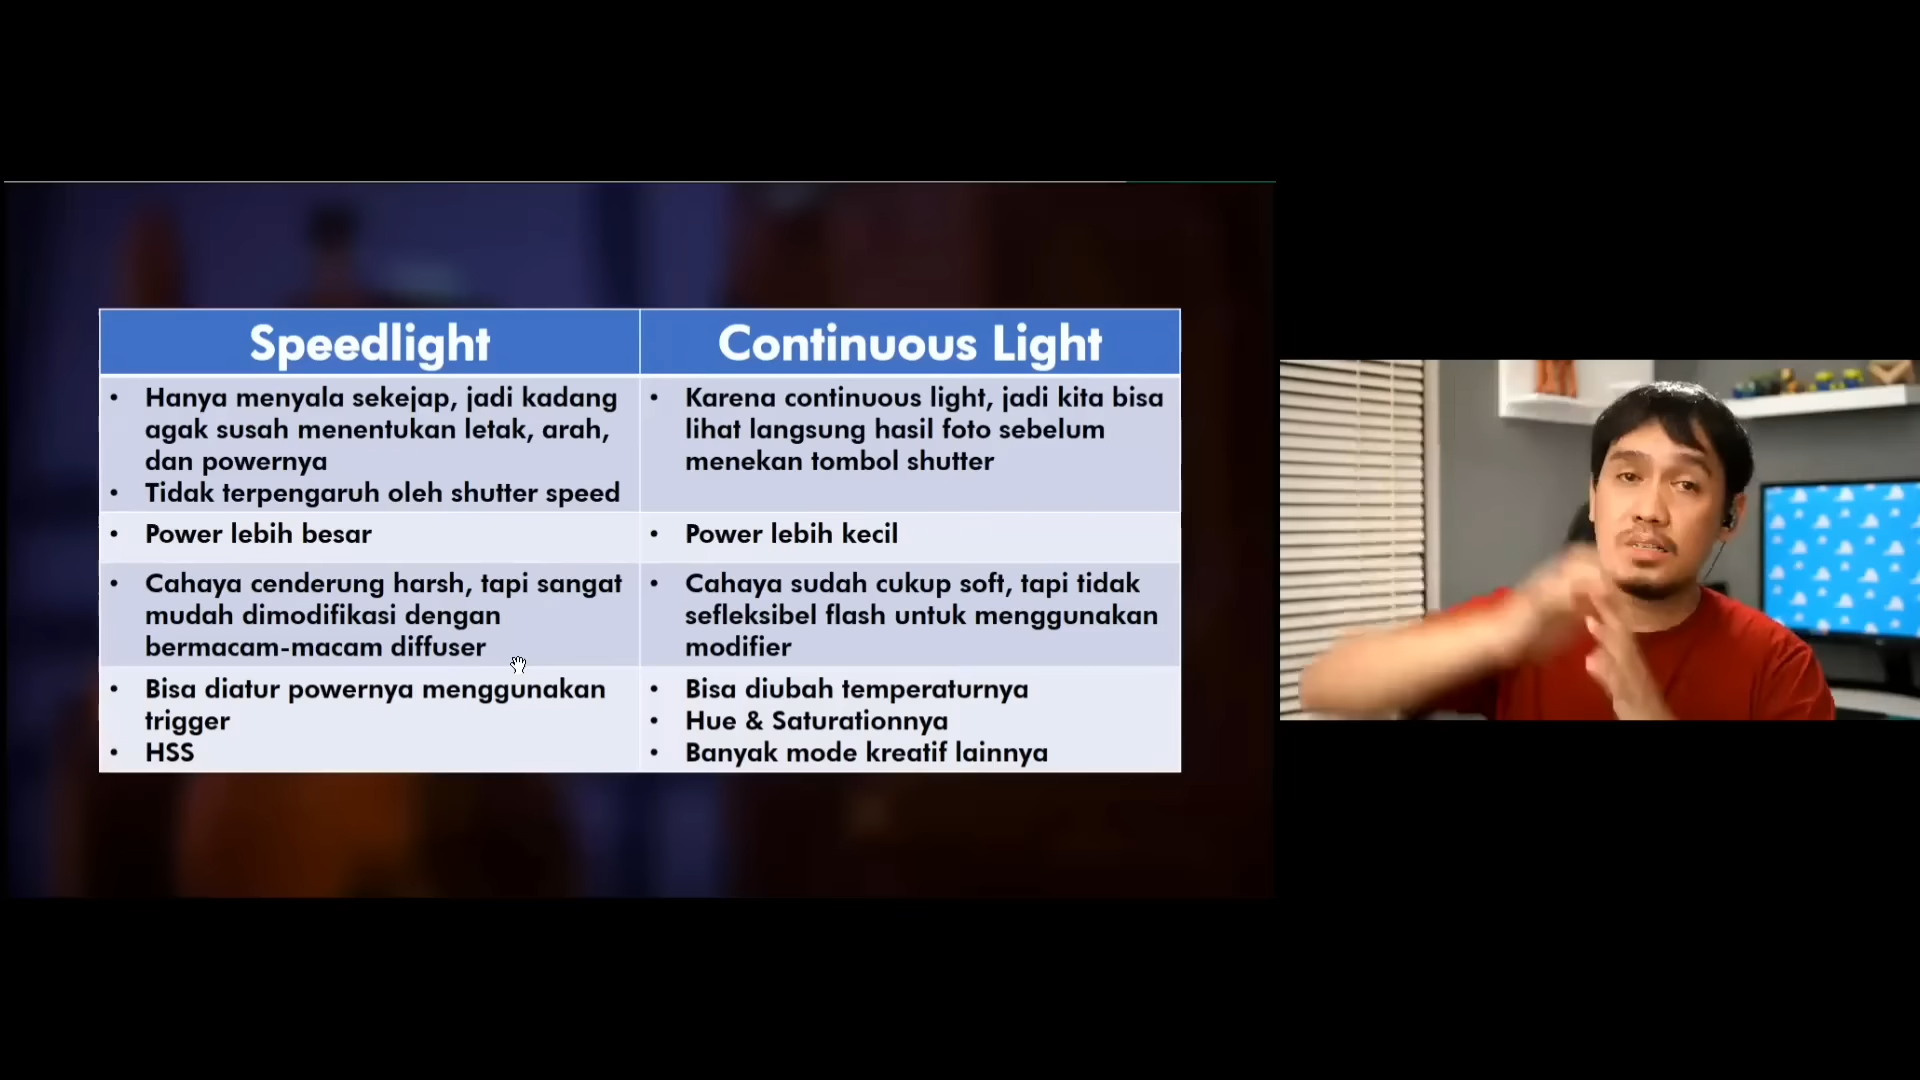 Speedlight
Continuous Light
• Hanya menyala sekejap, jadi kadang
agak susah menentukan letak, arah,
dan powernya
• Tidak terpengaruh oleh shutter speed
• Karena continuous light, jadi kita bisa
lihat langsung hasil foto sebelum
menekan tombol shutter
• Power lebih besar
• Power lebih kecil
• Cahaya cenderung harsh, tapi sangat
mudah dimodifikasi dengan
bermacam-macam diffuser
• Cahaya sudah cukup soft, tapi tidak
sefleksibel flash untuk menggunakan
modifier
• Bisa diatur powernya menggunakan
trigger
• HSS
• Bisa diubah temperaturnya
• Hue & Saturationnya
• Banyak mode kreatif lainnya